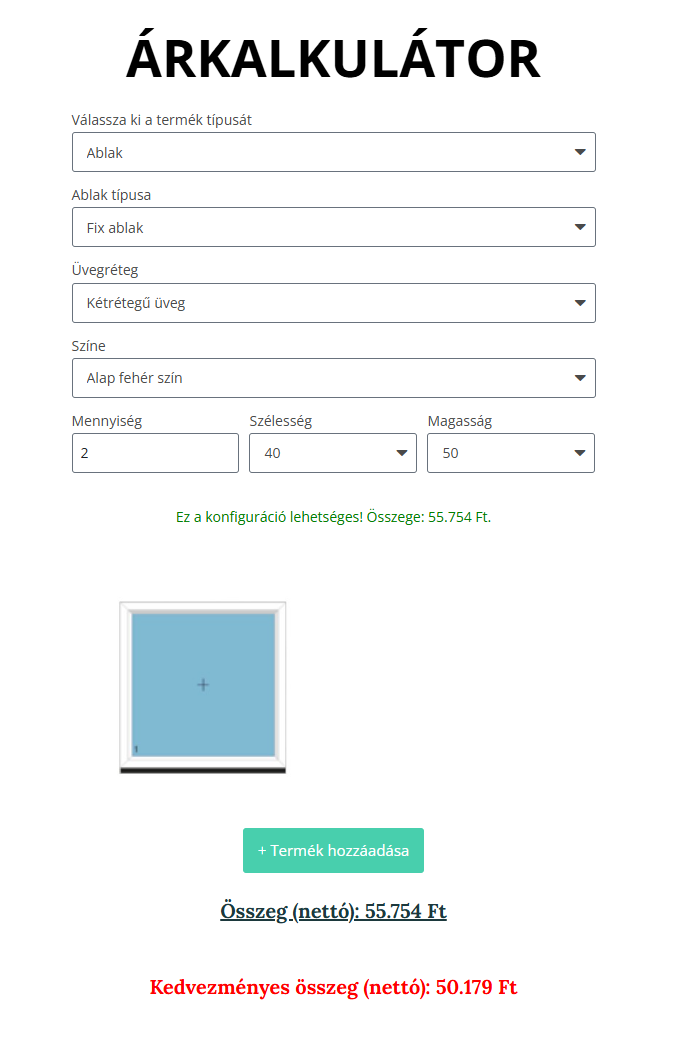 ÁRKALKULÁTOR
Válassza ki a termék típusát
Ablak
Ablak típusa
Fix ablak
Üvegréteg
Kétrétegű üveg
Színe
Alap fehér szín
Mennyiség Szélesség Magasság
2 40 50
Ez a konfiguráció lehetséges! Összege: 55.754 Ft.
1
+ Termék hozzáadása
Összeg (nettó): 55.754 Ft
Kedvezményes összeg (nettó): 50.179 Ft